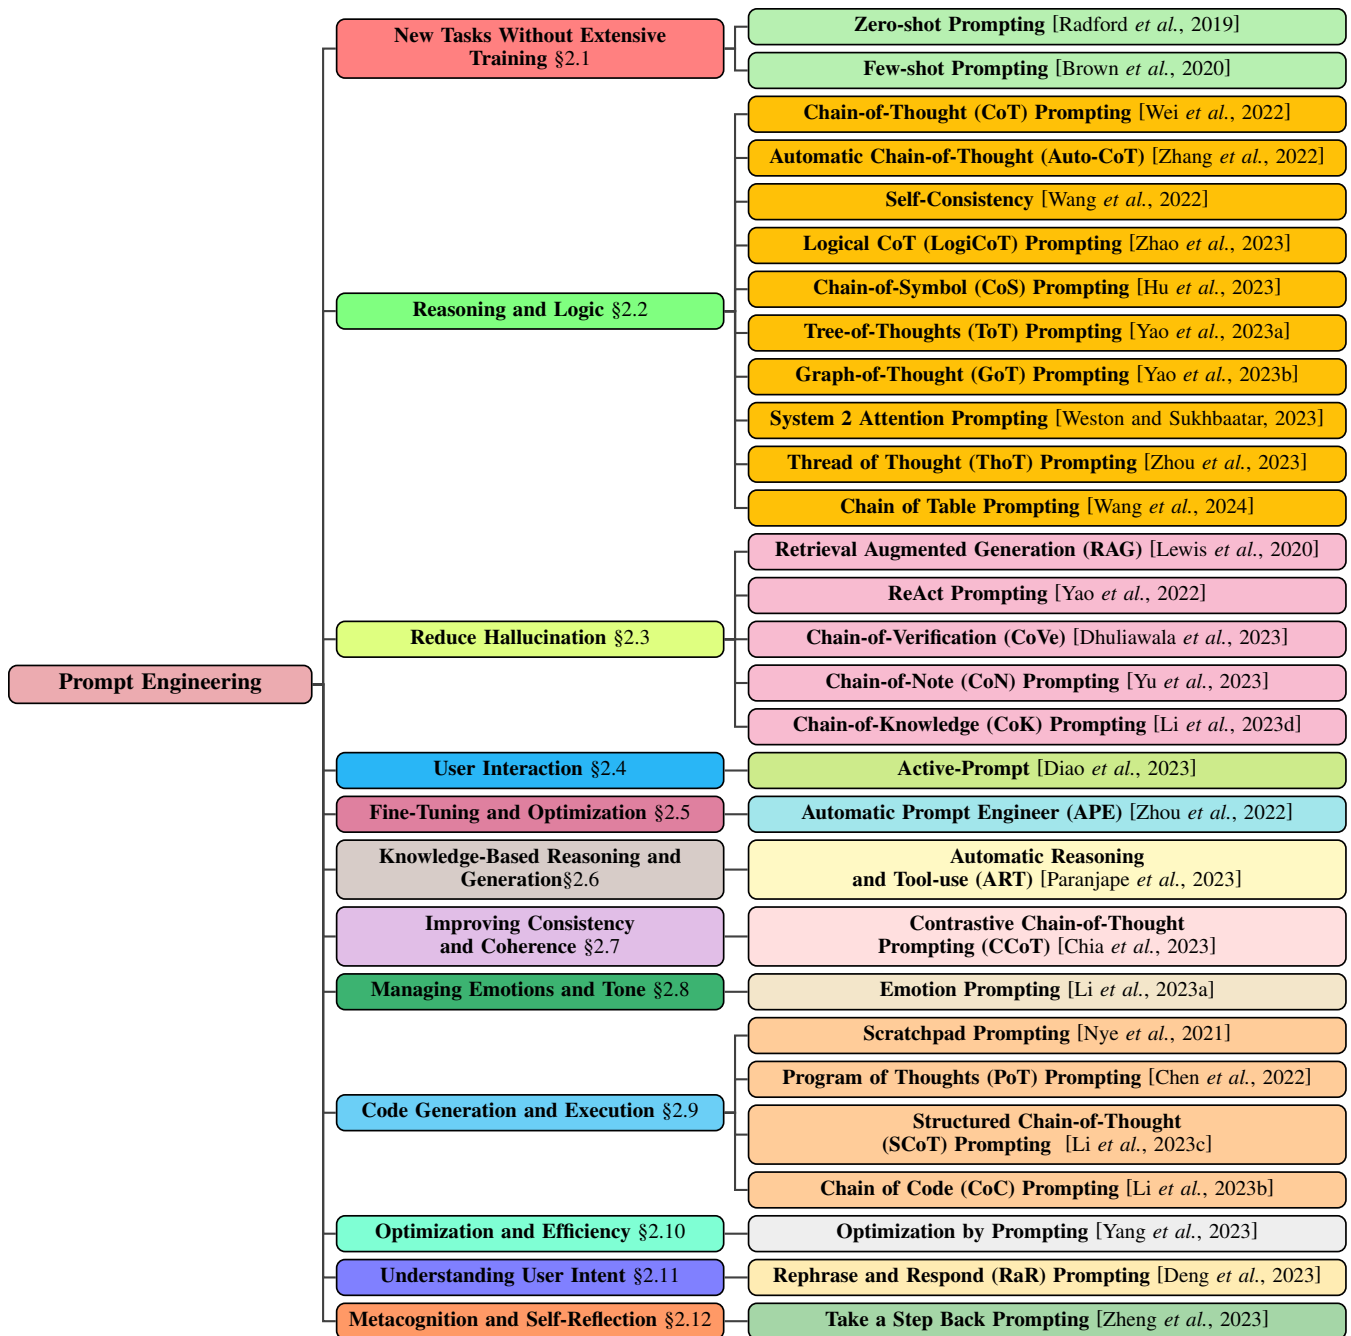 Prompt Engineering
New Tasks Without Extensive
Training §2.1
Zero-shot Prompting [Radford et al., 2019]
Few-shot Prompting [Brown et al., 2020]
Reasoning and Logic §2.2
Chain-of-Thought (CoT) Prompting [Wei et al., 2022]
Automatic Chain-of-Thought (Auto-CoT) [Zhang et al., 2022]
Self-Consistency [Wang et al., 2022]
Logical CoT (LogiCoT) Prompting [Zhao et al., 2023]
Chain-of-Symbol (CoS) Prompting [Hu et al., 2023]
Tree-of-Thoughts (ToT) Prompting [Yao et al., 2023a]
Graph-of-Thought (GoT) Prompting [Yao et al., 2023b]
System 2 Attention Prompting [Weston and Sukhbaatar, 2023]
Thread of Thought (ThoT) Prompting [Zhou et al., 2023]
Chain of Table Prompting [Wang et al., 2024]
Reduce Hallucination §2.3
Retrieval Augmented Generation (RAG) [Lewis et al., 2020]
ReAct Prompting [Yao et al., 2022]
Chain-of-Verification (CoVe) [Dhuliawala et al., 2023]
Chain-of-Note (CoN) Prompting [Yu et al., 2023]
Chain-of-Knowledge (CoK) Prompting [Li et al., 2023d]
User Interaction §2.4
Active-Prompt [Diao et al., 2023]
Fine-Tuning and Optimization §2.5
Automatic Prompt Engineer (APE) [Zhou et al., 2022]
Knowledge-Based Reasoning and
Generation§2.6
Automatic Reasoning
and Tool-use (ART) [Paranjape et al., 2023]
Improving Consistency
and Coherence §2.7
Contrastive Chain-of-Thought
Prompting (CCoT) [Chia et al., 2023]
Managing Emotions and Tone §2.8
Emotion Prompting [Li et al., 2023a]
Code Generation and Execution §2.9
Scratchpad Prompting [Nye et al., 2021]
Program of Thoughts (PoT) Prompting [Chen et al., 2022]
Structured Chain-of-Thought
(SCoT) Prompting [Li et al., 2023c]
Chain of Code (CoC) Prompting [Li et al., 2023b]
Optimization and Efficiency §2.10
Optimization by Prompting [Yang et al., 2023]
Understanding User Intent §2.11
Rephrase and Respond (RaR) Prompting [Deng et al., 2023]
Metacognition and Self-Reflection §2.12
Take a Step Back Prompting [Zheng et al., 2023]